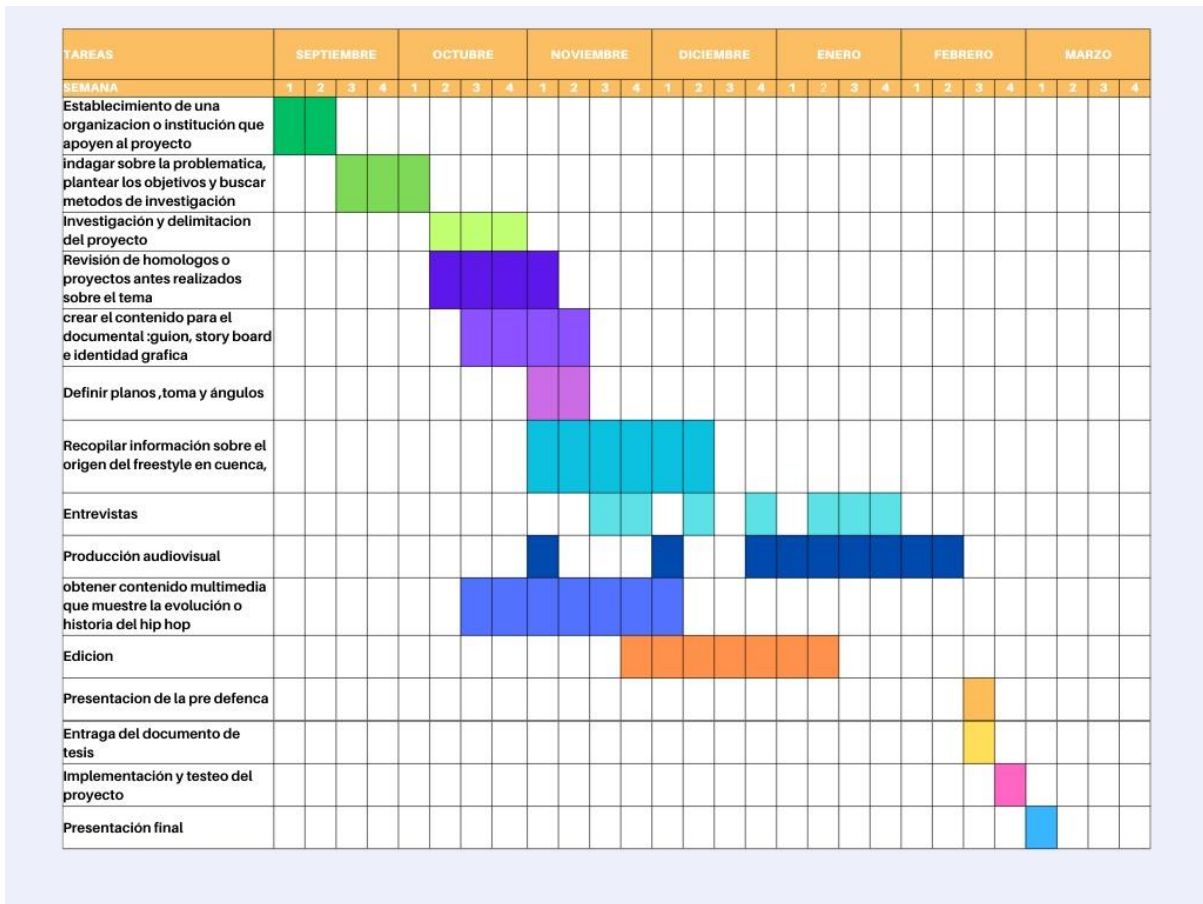 TAREAS SEPTIEMBRE OCTUBRE NOVIEMBRE DICIEMBRE ENERO FEBRERO MARZO
SEMANA 1 2 3 4 1 2 3 4 1 2 3 4 1 2 3 4 1 2 3 4 1 2 3 4 1 2 3 4
Establecimiento de una
organizacion o institución que
apoyen al proyecto
indagar sobre la problematica,
plantear los objetivos y buscar
metodos de investigación
Investigación y delimitacion
del proyecto
Revisión de homologos o
proyectos antes realizados
sobre el tema
crear el contenido para el
documental :guion, story board
e identidad grafica
Definir planos ,toma y ángulos
Recopilar información sobre el
origen del freestyle en cuenca,
Entrevistas
Producción audiovisual
obtener contenido multimedia
que muestre la evolución o
historia del hip hop
Edicion
Presentacion de la pre defenca
Entraga del documento de
tesis
Implementación y testeo del
proyecto
Presentación final